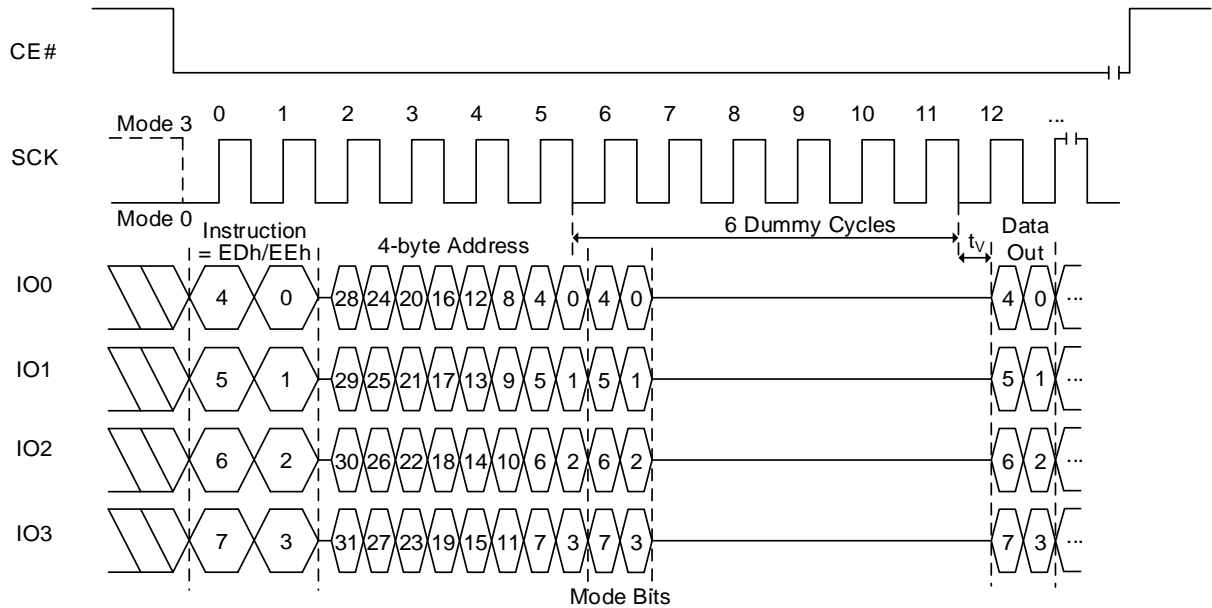 CE#
0 1 2 3 4 5 6 7 8 9 10 11 12 ...
Mode 3
SCK
Mode 0
Instruction
= EDh/EEh
4-byte Address
6 Dummy Cycles
tV
Data
Out
IO0 4 0 28 24 20 16 12 8 4 0 4 0 4 0 ...
IO1 5 1 29 25 21 17 13 9 5 1 5 1 5 1 ...
IO2 6 2 30 26 22 18 14 10 6 2 6 2 6 2 ...
IO3 7 3 31 27 23 19 15 11 7 3 7 3 7 3 ...
Mode Bits